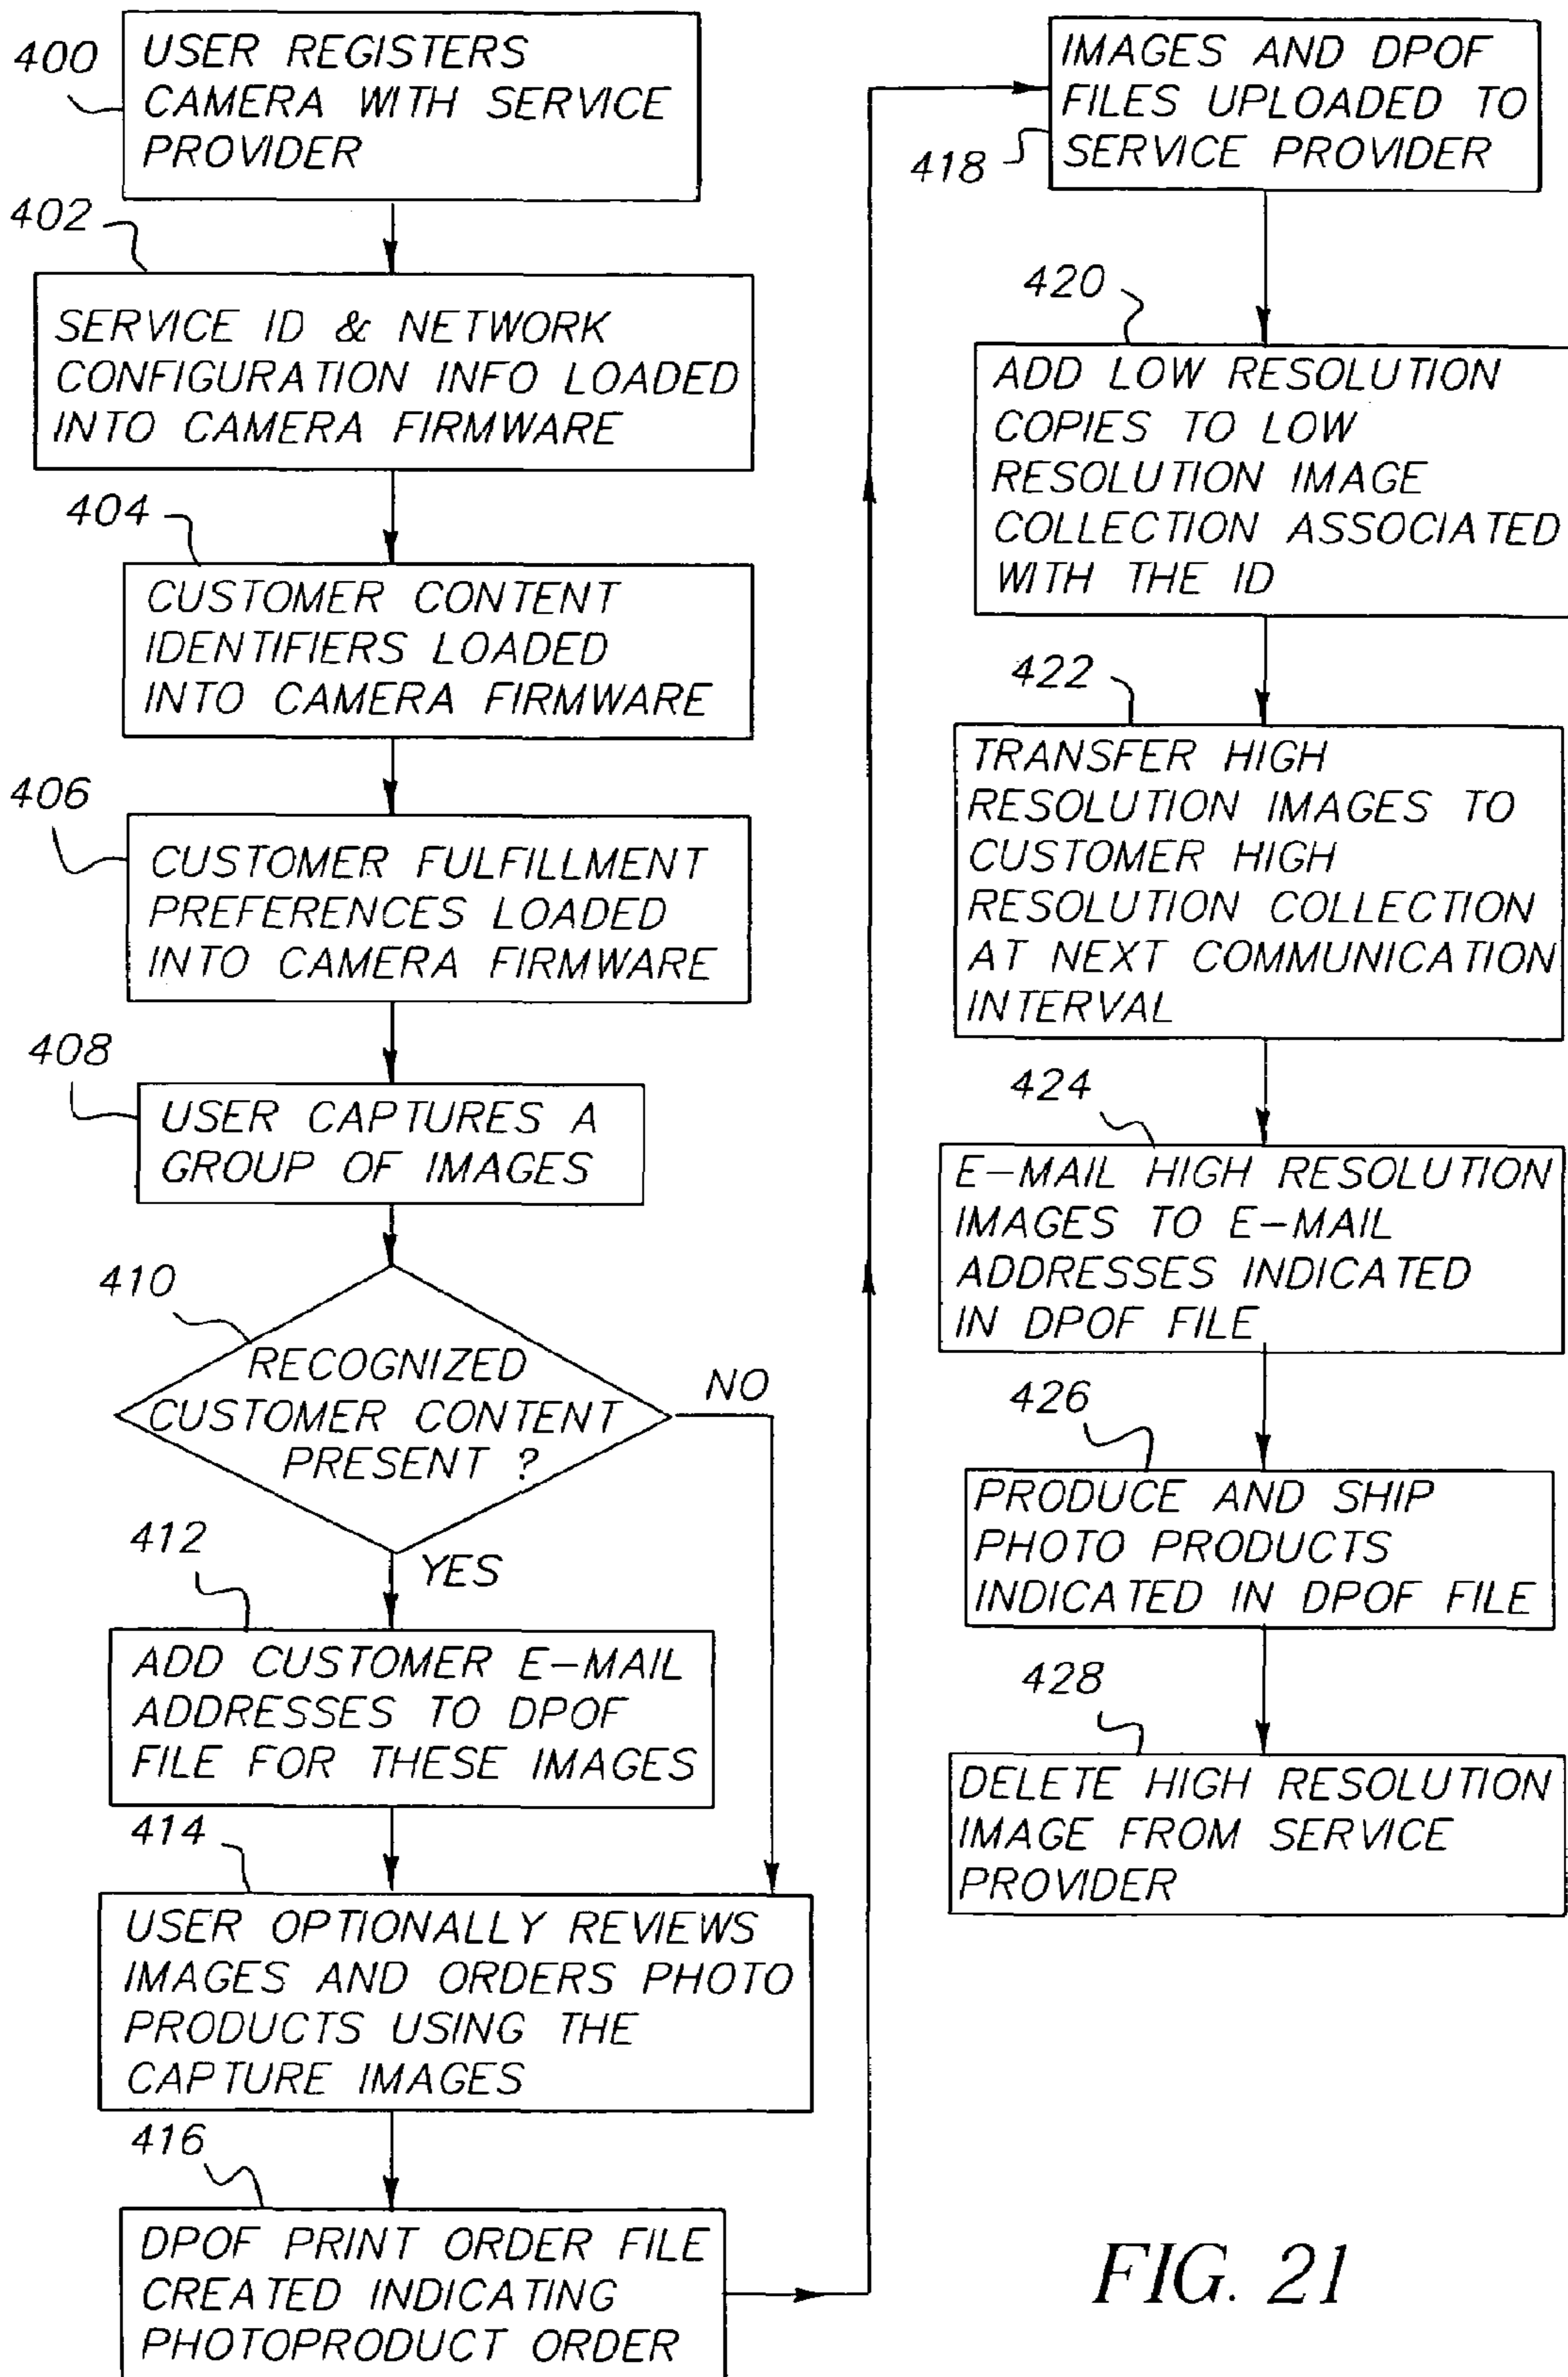 400
USER REGISTERS
CAMERA WITH SERVICE
PROVIDER
402
SERVICE ID & NETWORK
CONFIGURATION INFO LOADED
INTO CAMERA FIRMWARE
404
CUSTOMER CONTENT
IDENTIFIERS LOADED
INTO CAMERA FIRMWARE
406
CUSTOMER FULFILLMENT
PREFERENCES LOADED
INTO CAMERA FIRMWARE
408
USER CAPTURES A
GROUP OF IMAGES
410
RECOGNIZED
CUSTOMER CONTENT
PRESENT ?
NO
YES
412
ADD CUSTOMER E-MAIL
ADDRESSES TO DPOF
FILE FOR THESE IMAGES
414
USER OPTIONALLY REVIEWS
IMAGES AND ORDERS PHOTO
PRODUCTS USING THE
CAPTURE IMAGES
416
DPOF PRINT ORDER FILE
CREATED INDICATING
PHOTOPRODUCT ORDER
418
IMAGES AND DPOF
FILES UPLOADED TO
SERVICE PROVIDER
420
ADD LOW RESOLUTION
COPIES TO LOW
RESOLUTION IMAGE
COLLECTION ASSOCIATED
WITH THE ID
422
TRANSFER HIGH
RESOLUTION IMAGES TO
CUSTOMER HIGH
RESOLUTION COLLECTION
AT NEXT COMMUNICATION
INTERVAL
424
E-MAIL HIGH RESOLUTION
IMAGES TO E-MAIL
ADDRESSES INDICATED
IN DPOF FILE
426
PRODUCE AND SHIP
PHOTO PRODUCTS
INDICATED IN DPOF FILE
428
DELETE HIGH RESOLUTION
IMAGE FROM SERVICE
PROVIDER
FIG. 21